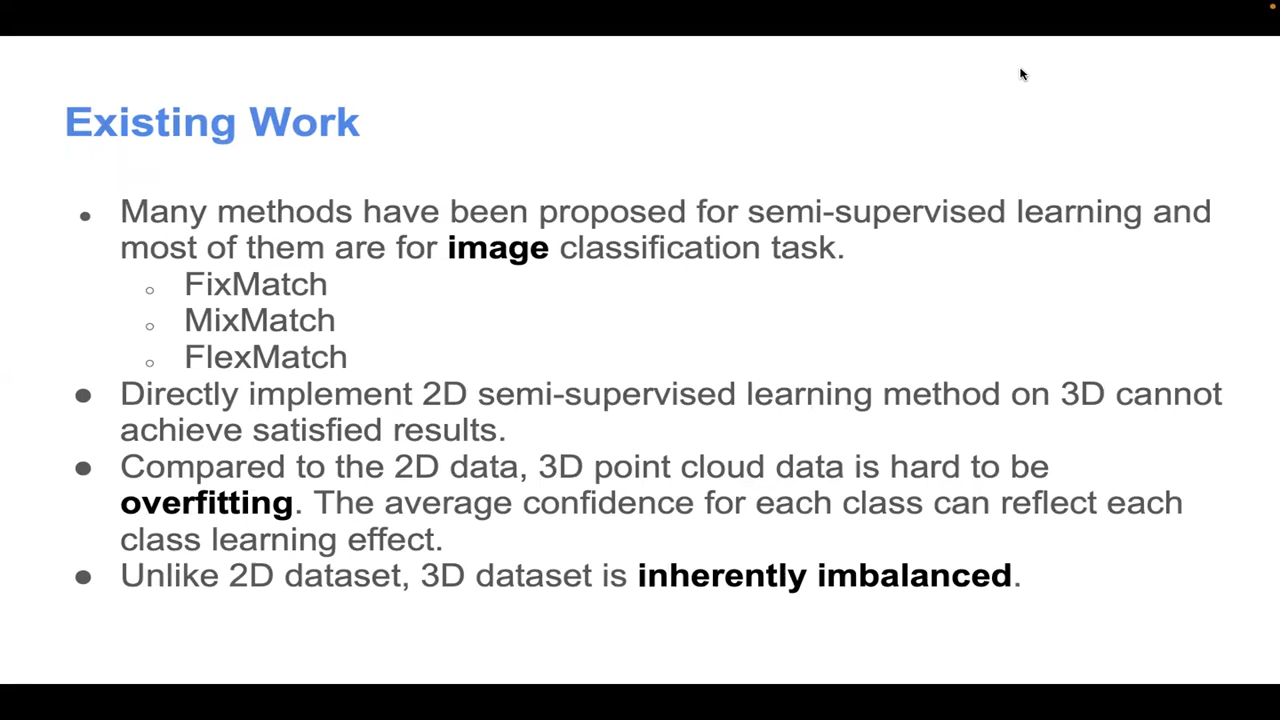 Existing Work
● Many methods have been proposed for semi-supervised learning and
most of them are for image classification task.
○ FixMatch
○ MixMatch
○ FlexMatch
● Directly implement 2D semi-supervised learning method on 3D cannot
achieve satisfied results.
● Compared to the 2D data, 3D point cloud data is hard to be
overfitting. The average confidence for each class can reflect each
class learning effect.
● Unlike 2D dataset, 3D dataset is inherently imbalanced.